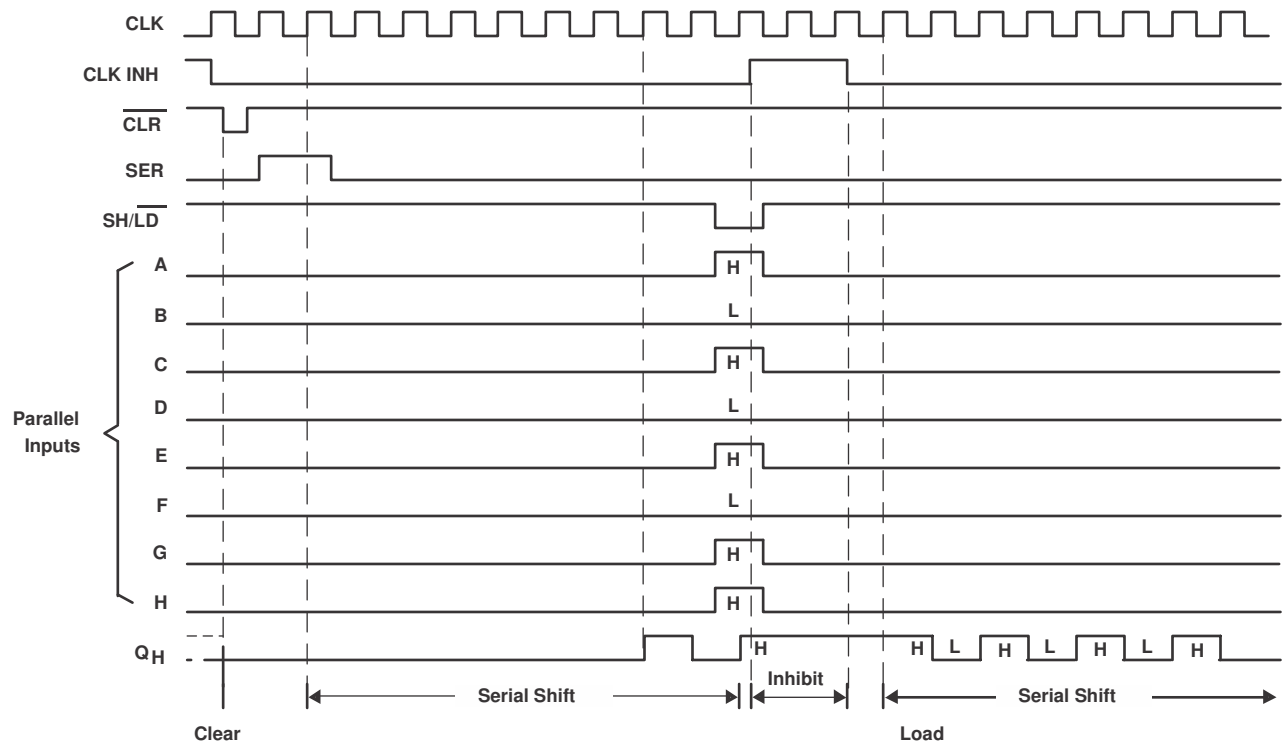 CLK
CLK INH
CLR
SER
SH/LD
A
H
B
L
C
H
Parallel
Inputs
D
L
E
H
F
L
G
H
H
H
QH
H
H
L
H
L
H
L
H
Inhibit
Serial Shift
Serial Shift
Clear
Load